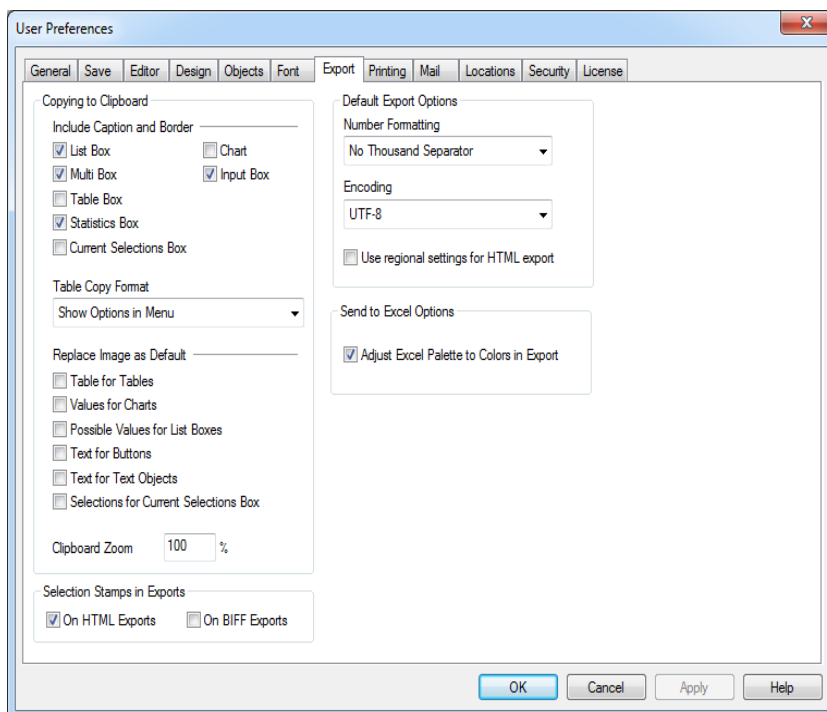 User Preferences
General Save Editor Design Objects Font Export Printing Mail Locations Security License
Copying to Clipboard
Include Caption and Border
List Box Chart
Multi Box Input Box
Table Box
Statistics Box
Current Selections Box
Table Copy Format
Show Options in Menu
Replace Image as Default
Table for Tables
Values for Charts
Possible Values for List Boxes
Text for Buttons
Text for Text Objects
Selections for Current Selections Box
Clipboard Zoom 100 %
Selection Stamps in Exports
On HTML Exports On BIFF Exports
Default Export Options
Number Formatting
No Thousand Separator
Encoding
UTF-8
Use regional settings for HTML export
Send to Excel Options
Adjust Excel Palette to Colors in Export
OK Cancel Apply Help